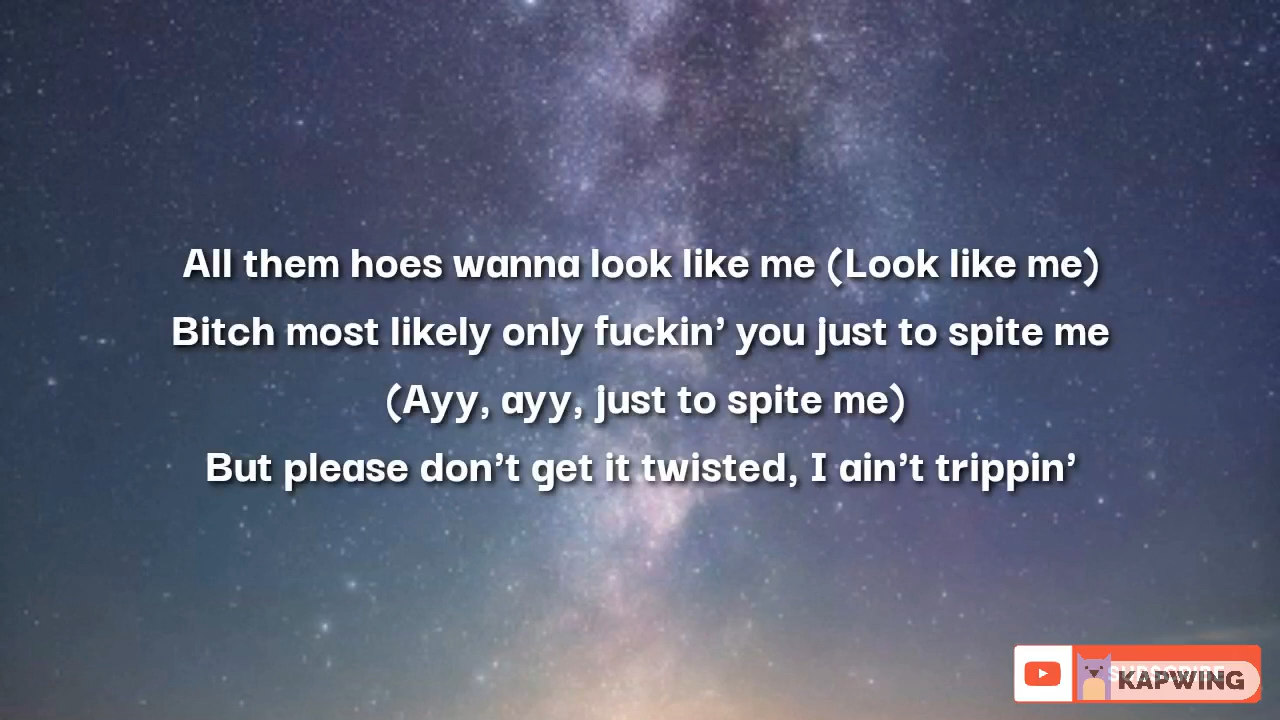 All them hoes wanna look like me (Look like me)
Bitch most likely only fuckin’ you just to spite me
(Ayy, ayy, just to spite me)
But please don’t get it twisted, I ain’t trippin’
SUBSCRIBE
KAPWING